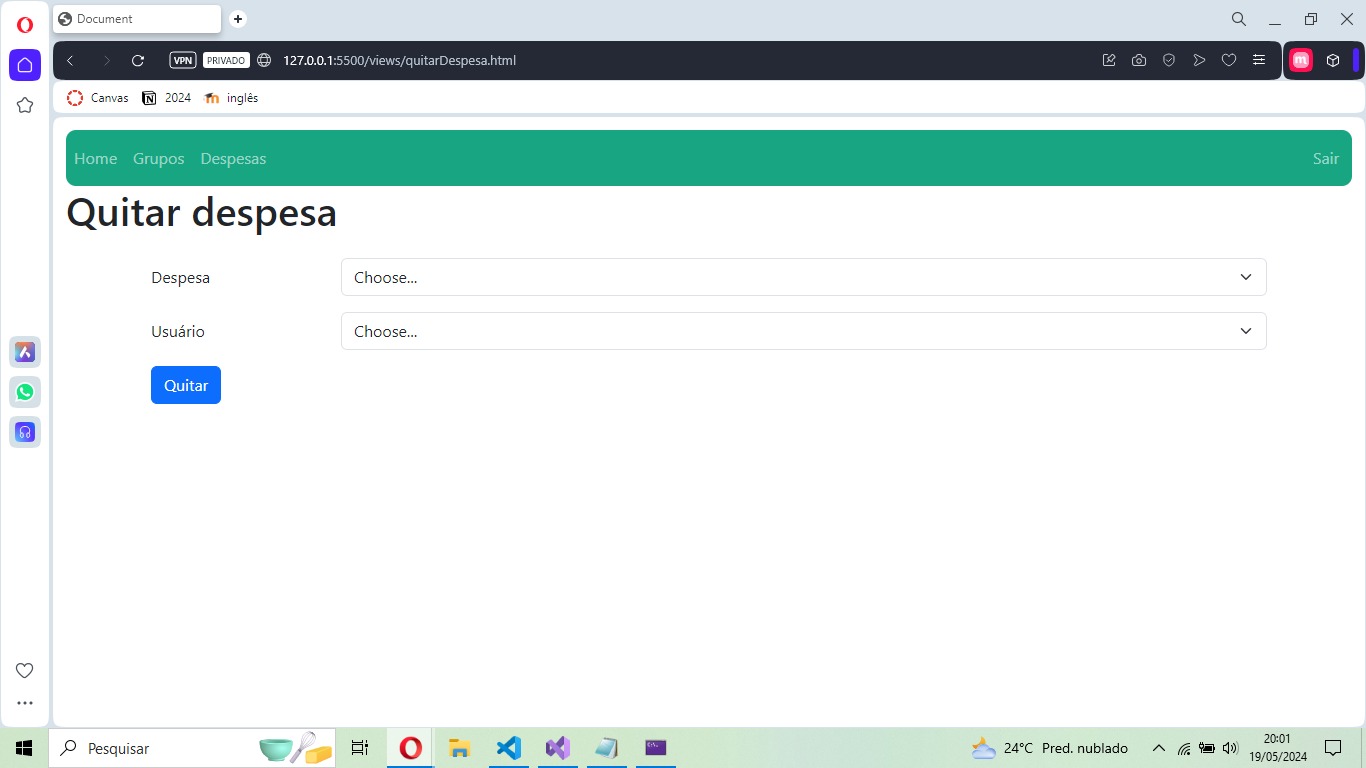 Document
VPN PRIVADO 127.0.0.1:5500/views/quitarDespesa.html
Canvas 2024 inglês
Home Grupos Despesas Sair
Quitar despesa
Despesa Choose...
Usuário Choose...
Quitar
Pesquisar 24°C Pred. nublado 20:01
19/05/2024